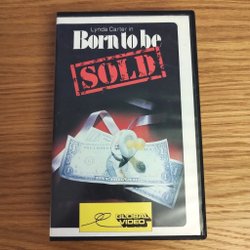 Lynda Carter in
Born to be
SOLD
GLOBAL
VIDEO